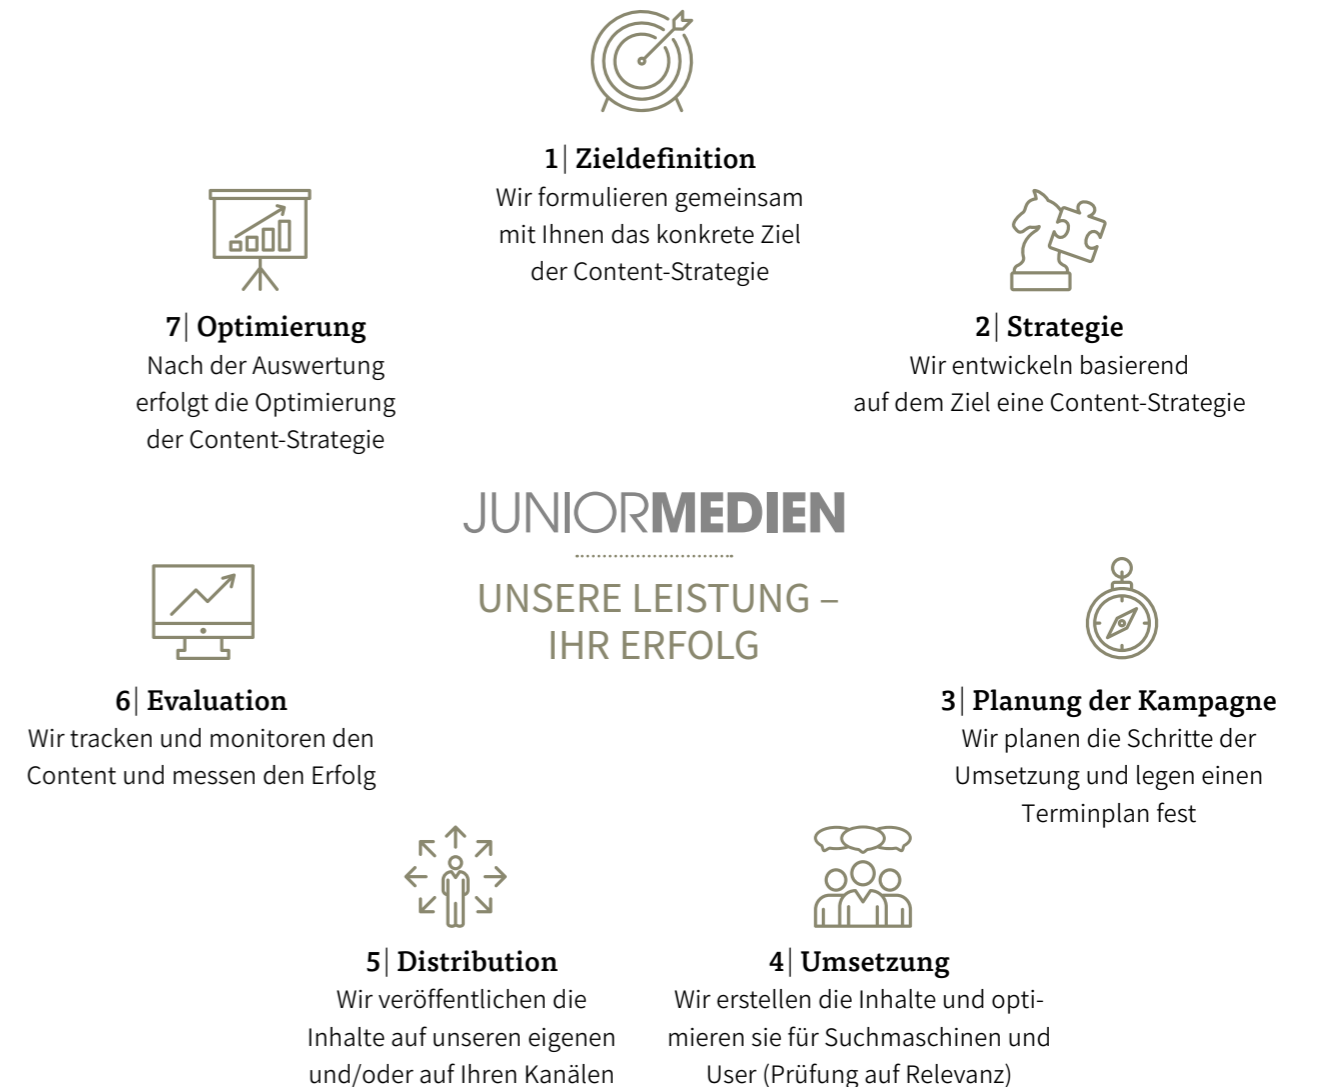 1| Zieldefinition
Wir formulieren gemeinsam
mit Ihnen das konkrete Ziel
der Content-Strategie
2| Strategie
Wir entwickeln basierend
auf dem Ziel eine Content-Strategie
3| Planung der Kampagne
Wir planen die Schritte der
Umsetzung und legen einen
Terminplan fest
4| Umsetzung
Wir erstellen die Inhalte und opti-
mieren sie für Suchmaschinen und
User (Prüfung auf Relevanz)
5| Distribution
Wir veröffentlichen die
Inhalte auf unseren eigenen
und/oder auf Ihren Kanälen
6| Evaluation
Wir tracken und monitoren den
Content und messen den Erfolg
7| Optimierung
Nach der Auswertung
erfolgt die Optimierung
der Content-Strategie
JUNIORMEDIEN
UNSERE LEISTUNG –
IHR ERFOLG